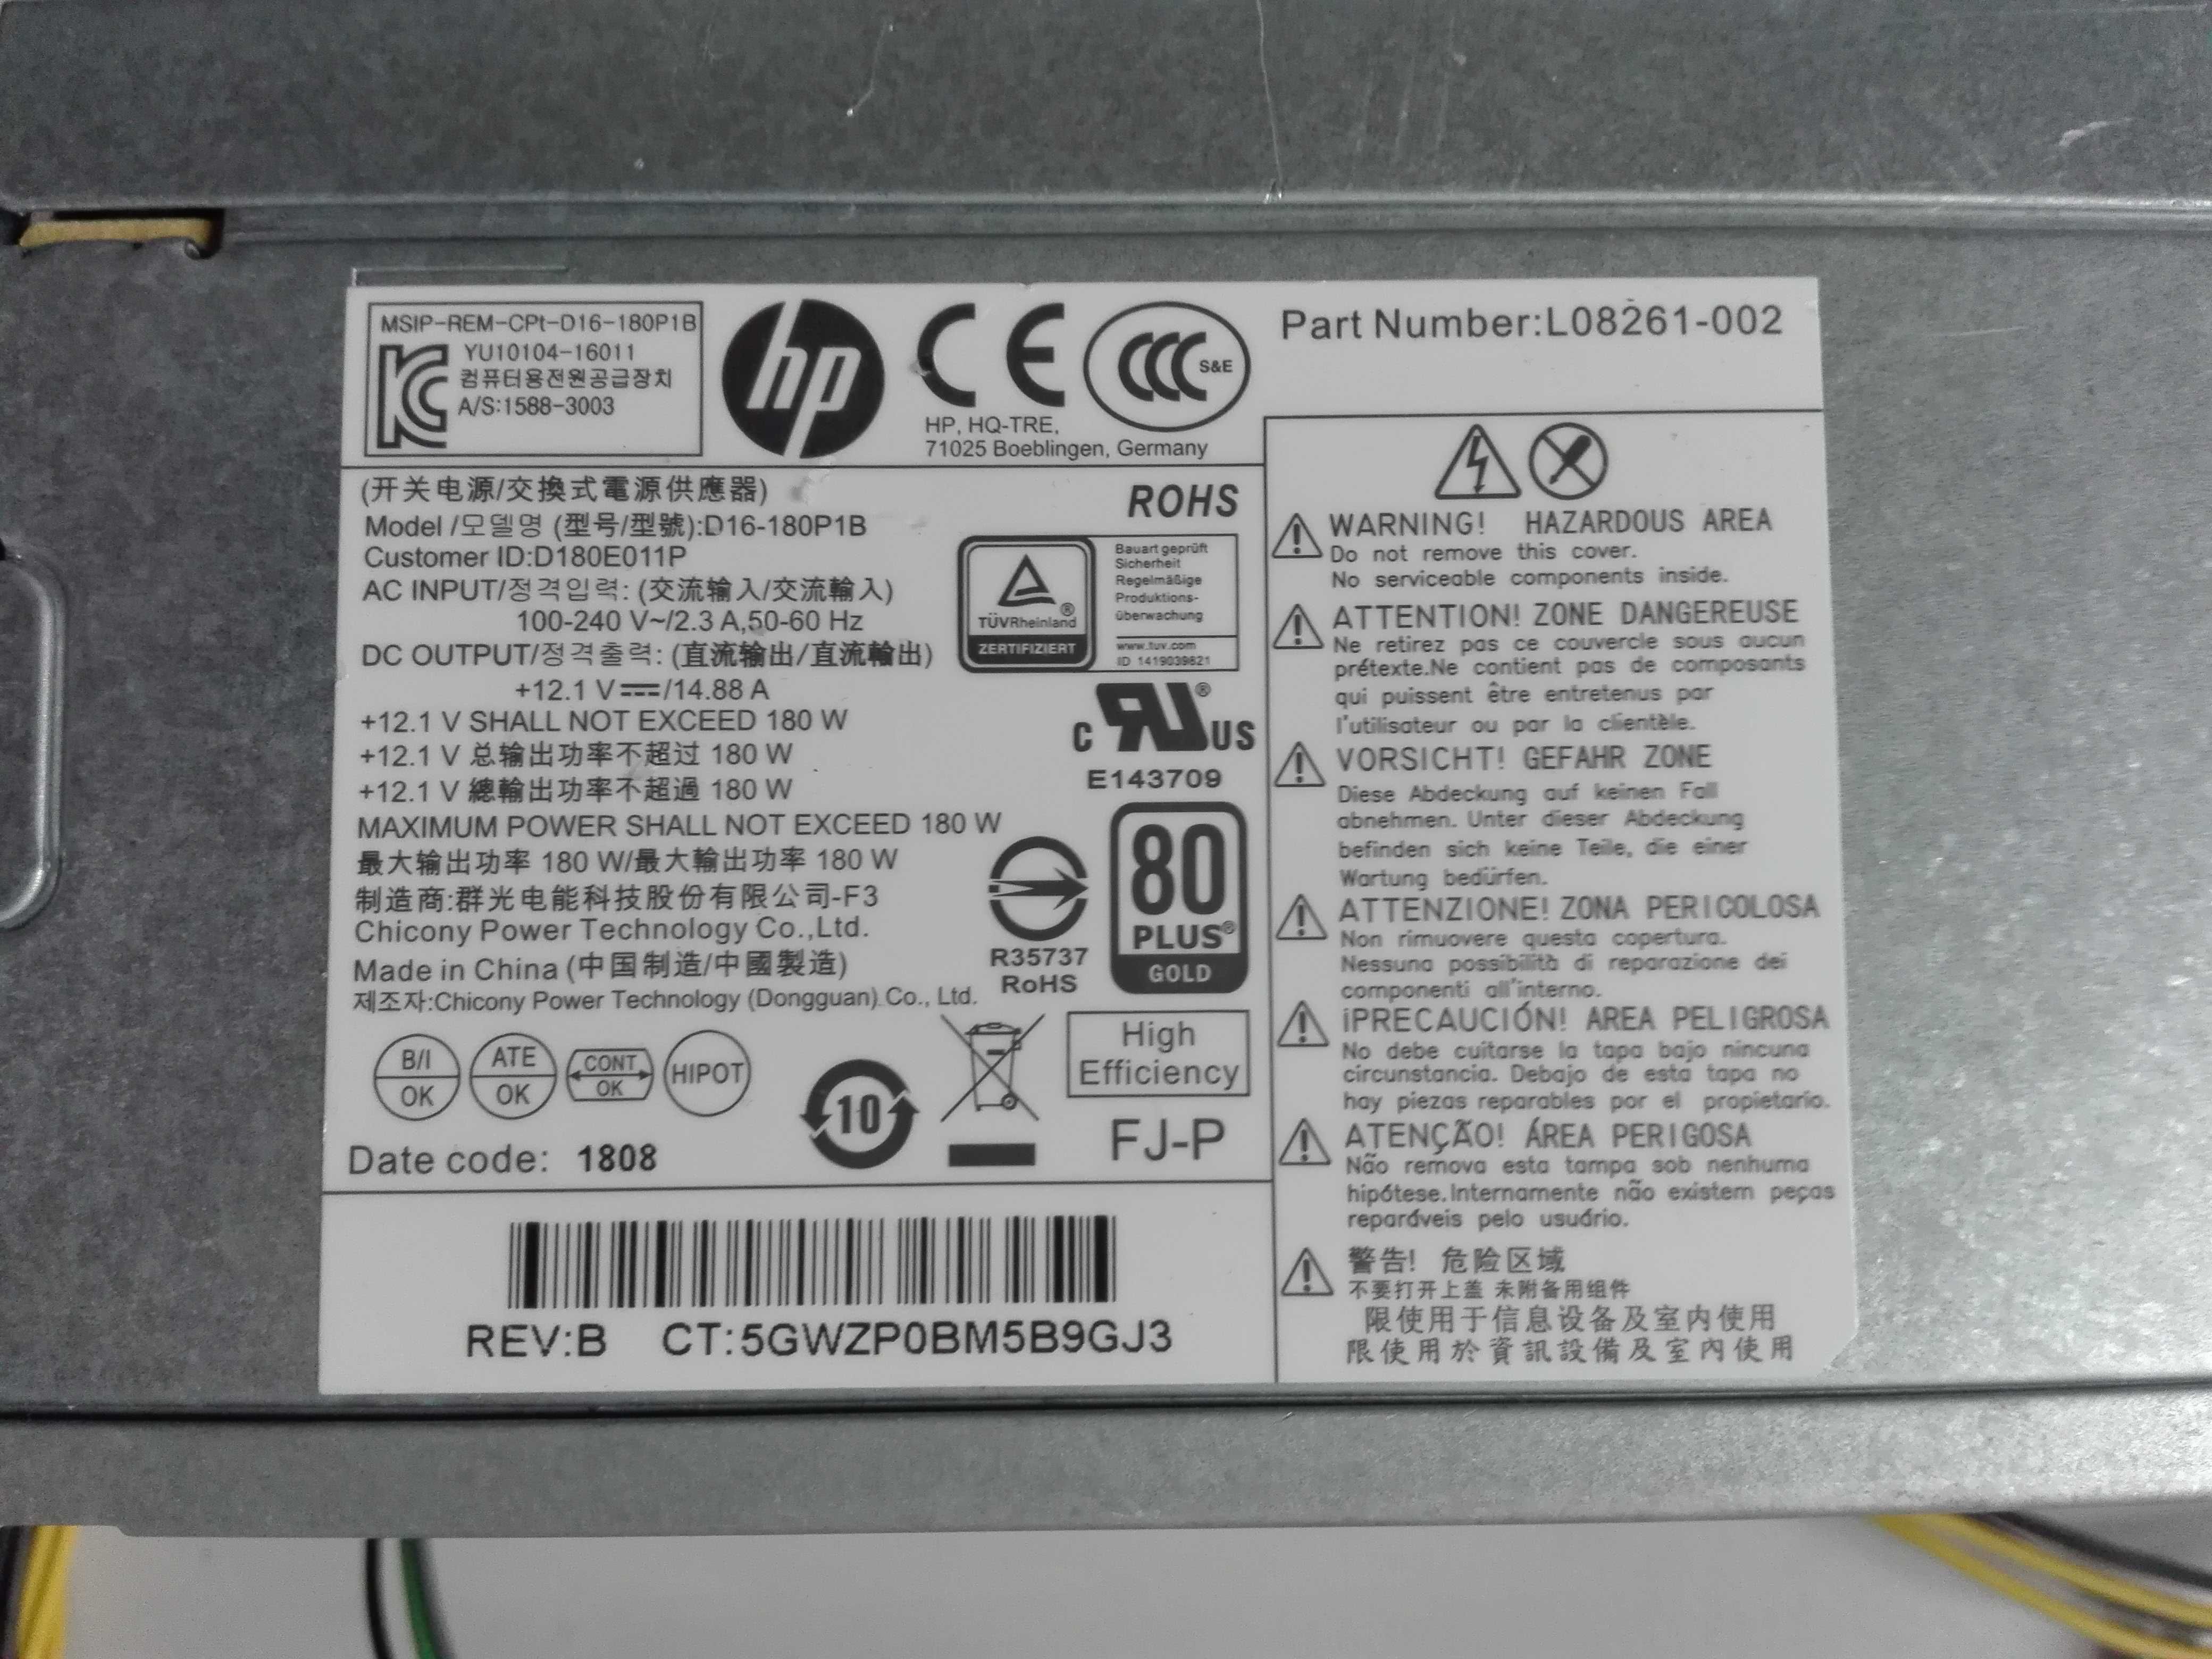 MSIP-REM-CPt-D16-180P1B
YU10104-16011
컴퓨터용전원공급장치
A/S:1588-3003
hp
CE
CCC S&E
HP, HQ-TRE,
71025 Boeblingen, Germany
Part Number:L08261-002
(开关电源/交換式電源供應器)
Model /모델명 (型号/型號):D16-180P1B
Customer ID:D180E011P
AC INPUT/정격입력: (交流输入/交流輸入)
100-240 V~/2.3 A,50-60 Hz
DC OUTPUT/정격출력: (直流输出/直流輸出)
+12.1 V⎓/14.88 A
+12.1 V SHALL NOT EXCEED 180 W
+12.1 V 总输出功率不超过 180 W
+12.1 V 總輸出功率不超過 180 W
MAXIMUM POWER SHALL NOT EXCEED 180 W
最大输出功率 180 W/最大輸出功率 180 W
制造商:群光电能科技股份有限公司-F3
Chicony Power Technology Co.,Ltd.
Made in China (中国制造/中國製造)
제조자:Chicony Power Technology (Dongguan) Co., Ltd.
ROHS
TÜVRheinland ®
ZERTIFIZIERT
Bauart geprüft
Sicherheit
Regelmäßige
Produktions-
überwachung
www.tuv.com
ID 1419039621
C RU ® US
E143709
R35737
RoHS
80
PLUS®
GOLD
B/I
OK
ATE
OK
CONT
OK
HIPOT
10
High
Efficiency
FJ-P
Date code: 1808
REV:B CT:5GWZP0BM5B9GJ3
WARNING! HAZARDOUS AREA
Do not remove this cover.
No serviceable components inside.
ATTENTION! ZONE DANGEREUSE
Ne retirez pas ce couvercle sous aucun
prétexte.Ne contient pas de composants
qui puissent être entretenus par
l'utilisateur ou par la clientèle.
VORSICHT! GEFAHR ZONE
Diese Abdeckung auf keinen Fall
abnehmen. Unter dieser Abdeckung
befinden sich keine Teile, die einer
Wartung bedürfen.
ATTENZIONE! ZONA PERICOLOSA
Non rimuovere questa copertura.
Nessuna possibilità di reparazione dei
componenti all'interno.
¡PRECAUCIÓN! AREA PELIGROSA
No debe cuitarse la tapa bajo nincuna
circunstancia. Debajo de esta tapa no
hay piezas reparables por el propietario.
ATENÇÃO! ÁREA PERIGOSA
Não remova esta tampa sob nenhuma
hipótese.Internamente não existem peças
reparáveis pelo usuário.
警告! 危险区域
不要打开上盖 未附备用组件
限使用于信息设备及室内使用
限使用於資訊設備及室內使用